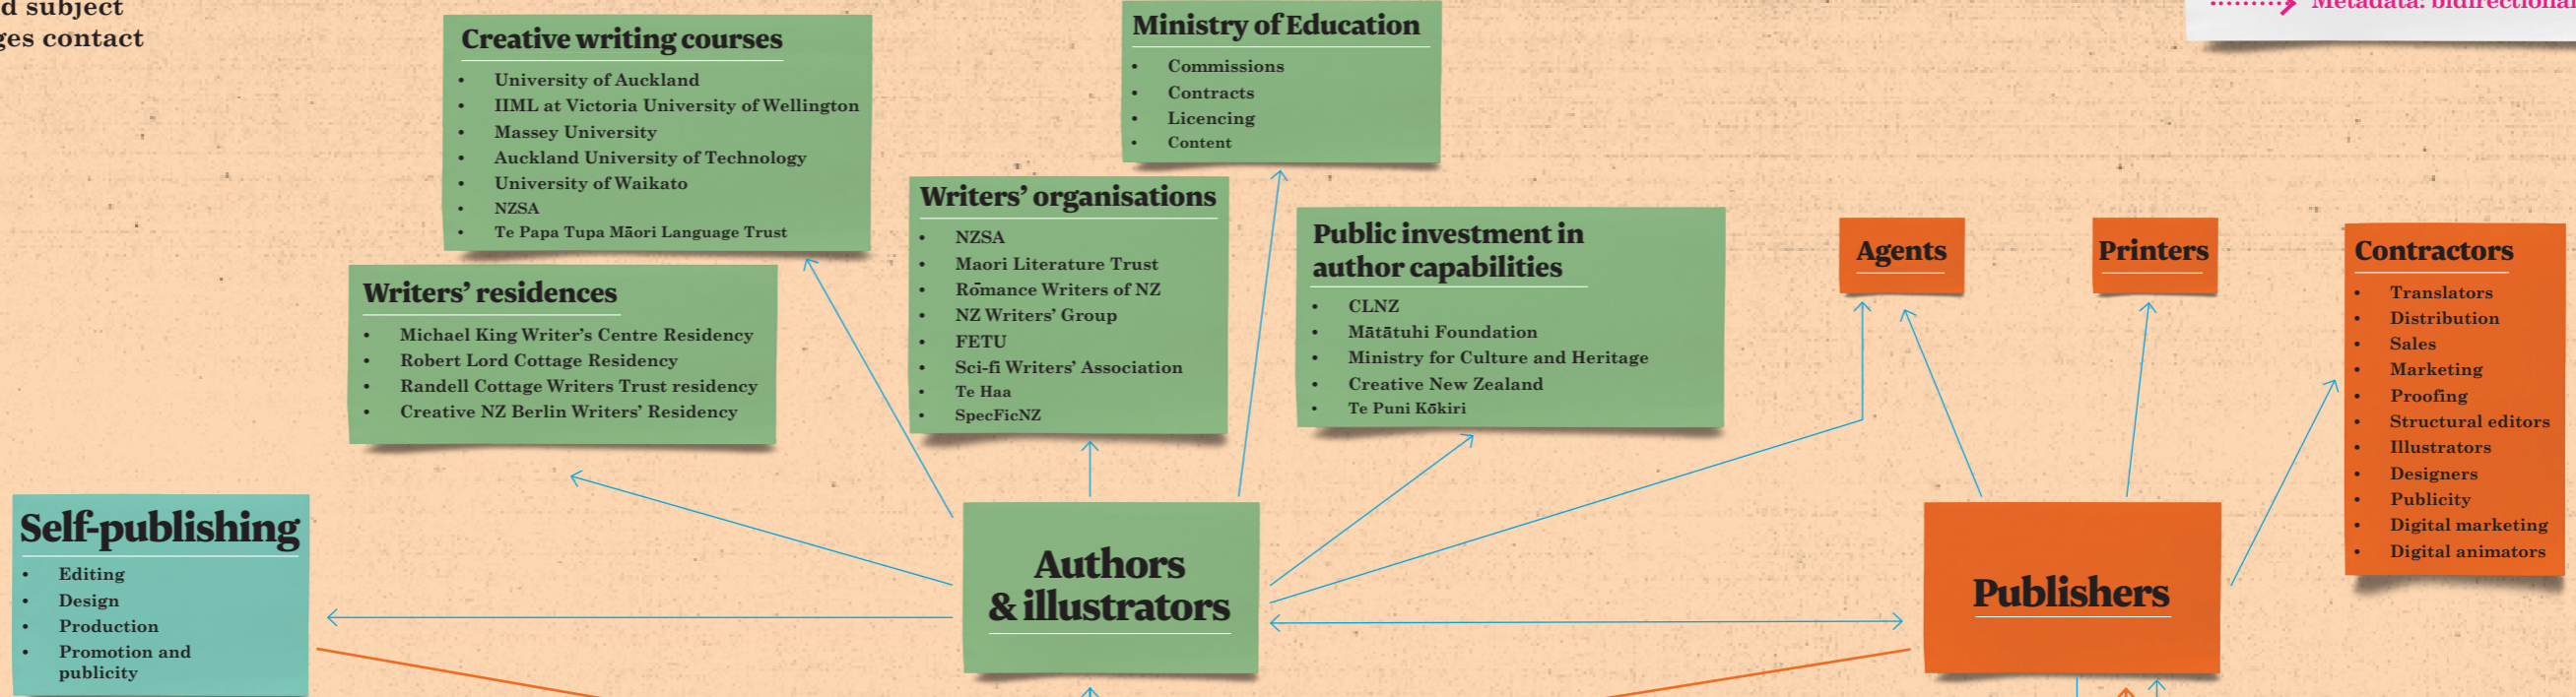 d subject
ges contact
Metadata: bidirectional
Creative writing courses
• University of Auckland
• IIML at Victoria University of Wellington
• Massey University
• Auckland University of Technology
• University of Waikato
• NZSA
• Te Papa Tupa Māori Language Trust
Ministry of Education
• Commissions
• Contracts
• Licencing
• Content
Writers’ residences
• Michael King Writer’s Centre Residency
• Robert Lord Cottage Residency
• Randell Cottage Writers Trust residency
• Creative NZ Berlin Writers’ Residency
Writers’ organisations
• NZSA
• Maori Literature Trust
• Rōmance Writers of NZ
• NZ Writers’ Group
• FETU
• Sci-fi Writers’ Association
• Te Haa
• SpecFicNZ
Public investment in
author capabilities
• CLNZ
• Mātātuhi Foundation
• Ministry for Culture and Heritage
• Creative New Zealand
• Te Puni Kōkiri
Agents
Printers
Contractors
• Translators
• Distribution
• Sales
• Marketing
• Proofing
• Structural editors
• Illustrators
• Designers
• Publicity
• Digital marketing
• Digital animators
Self-publishing
• Editing
• Design
• Production
• Promotion and
publicity
Authors
& illustrators
Publishers